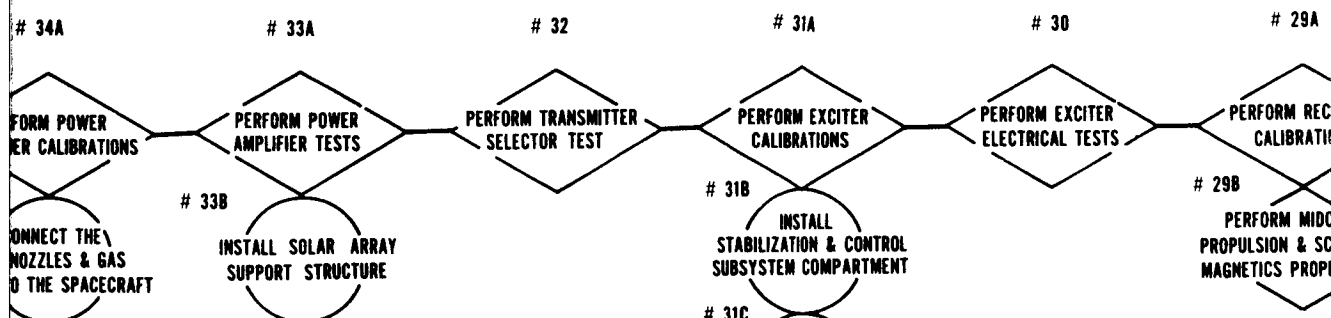 # 34A
# 33A
# 32
# 31A
# 30
# 29A
FORM POWER
ER CALIBRATIONS
PERFORM POWER
AMPLIFIER TESTS
PERFORM TRANSMITTER
SELECTOR TEST
PERFORM EXCITER
CALIBRATIONS
PERFORM EXCITER
ELECTRICAL TESTS
PERFORM REC
CALIBRATI
# 33B
# 31B
# 29B
ONNECT THE
NOZZLES & GAS
O THE SPACECRAFT
INSTALL SOLAR ARRAY
SUPPORT STRUCTURE
INSTALL
STABILIZATION & CONTROL
SUBSYSTEM COMPARTMENT
PERFORM MIDC
PROPULSION & SC
MAGNETICS PROP
# 31C